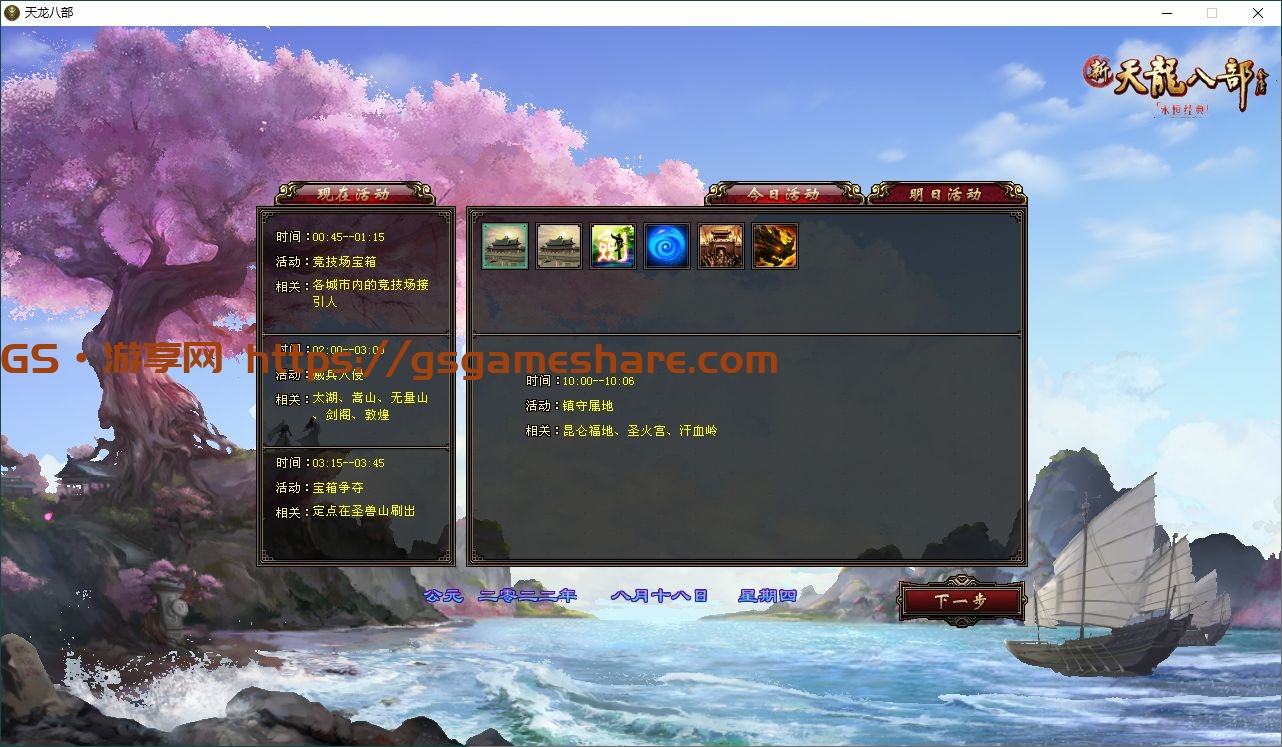 天龙八部
新天龍八部
「永恒经典」
现在活动
今日活动
明日活动
时间:00:45--01:15
活动:竞技场宝箱
相关:各城市内的竞技场接
引人
时间:02:00--03:00
相关:太湖、嵩山、无量山
、剑阁、敦煌
时间:03:15--03:45
活动:宝箱争夺
相关:定点在圣兽山刷出
GS·游享网 https://gsgameshare.com
时间:10:00--10:06
活动:镇守属地
相关:昆仑福地、圣火宫、汗血岭
公元 二零二二年 八月十八日 星期四
下一步